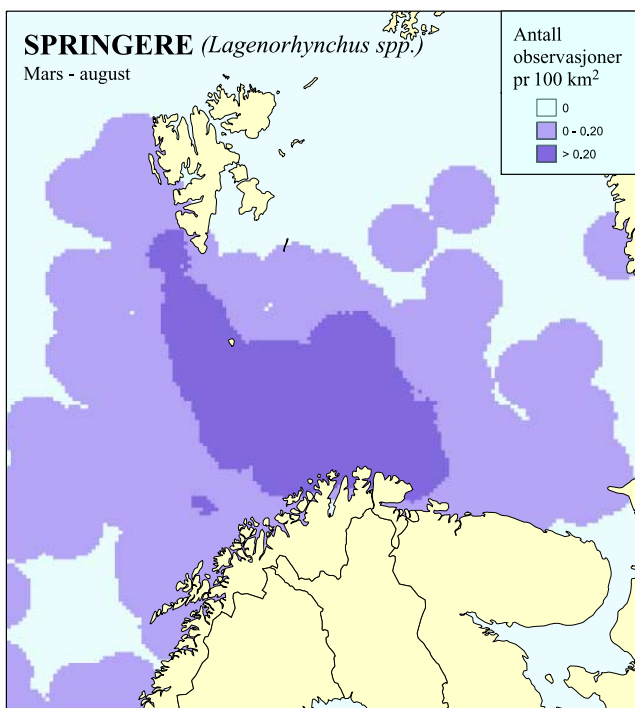 SPRINGERE (Lagenorhynchus spp.)
Mars - august
Antall
observasjoner
pr 100 km²
0
0 - 0.20
> 0.20